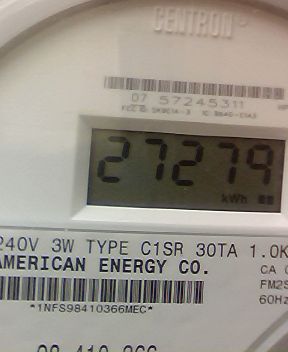 CENTRON
07 57245311
27279
kWh
240V 3W TYPE C1SR 30TA 1.0K
AMERICAN ENERGY CO.
CA 0
FM2S
60Hz
*1NFS98410366MEC*